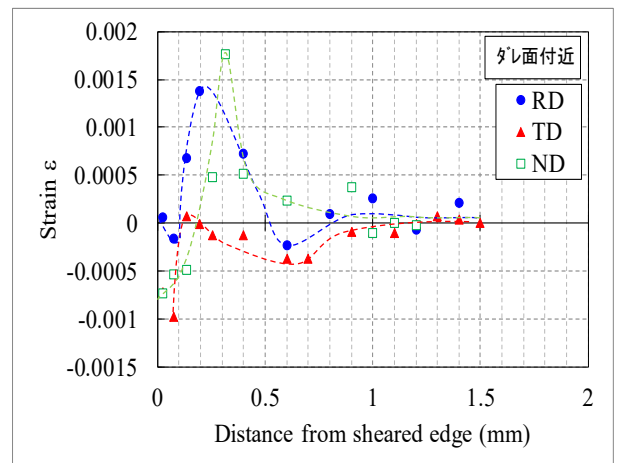 0.002
0.0015
0.001
0.0005
0
-0.0005
-0.001
-0.0015
Strain ε
ﾀﾞﾚ面付近
RD
TD
ND
0 0.5 1 1.5 2
Distance from sheared edge (mm)